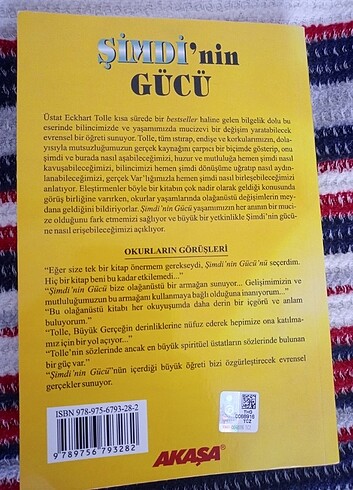 ŞİMDİ'nin
GÜCÜ
Üstat Eckhart Tolle kısa sürede bir bestseller haline gelen bilgelik dolu bu
eserinde bilincimizde ve yaşamımızda mucizevi bir değişim yaratabilecek
evrensel bir öğreti sunuyor. Tolle, tüm ıstırap, endişe ve korkumuzun, dola-
yısıyla mutsuzluğumuzun gerçek kaynağını çarpıcı bir biçimde gösterip, onu
şimdi ve burada nasıl aşabileceğimizi, huzur ve mutluluğa hemen şimdi nasıl
kavuşabileceğimizi, bilincimizi hemen şimdi dönüşüme uğratıp nasıl aydın-
lanabileceğimizi, gerçek Var'lığınızla hemen şimdi nasıl birleşebileceğimizi
anlatıyor. Eleştirmenler böyle bir kitabın çok nadir olarak geldiği konusunda
görüş birliğine varırken, okurlar yaşamlarında olağanüstü değişimlerin mey-
dana geldiğini bildiriyorlar. Şimdi'nin Gücü yaşamımızın her anının bir muci-
ze olduğunu fark etmemizi sağlıyor ve büyük bir yetkinlikle Şimdi'nin gücü-
ne nasıl erişebileceğimizi açıklıyor.
OKURLARIN GÖRÜŞLERİ
"Eğer size tek bir kitap önermem gerekseydi, Şimdi'nin Gücü'nü seçerdim.
Hiç bir kitap beni bu kadar etkilemedi..."
"Şimdi'nin Gücü bize olağanüstü bir armağan sunuyor... Gelişimimizin ve
mutluluğumuzun bu armağanı kullanmaya bağlı olduğuna inanıyorum..."
"Bu olağanüstü kitabı her okuyuşumda daha derin bir içgörü ve anlam
buluyorum."
"Tolle, Büyük Gerçeğin derinliklerine nüfuz ederek hepimize ona katılma-
mız için bir yol açıyor..."
"Tolle'nin sözlerinde ancak en büyük spiritüel üstatların sözlerinde bulunan
bir güç var."
"Şimdi'nin Gücü"nün içerdiği büyük öğreti bizi özgürleştirecek evrensel
gerçekler sunuyor.
ISBN 978-975-6793-28-2
9 789756 793282
AKAŞA